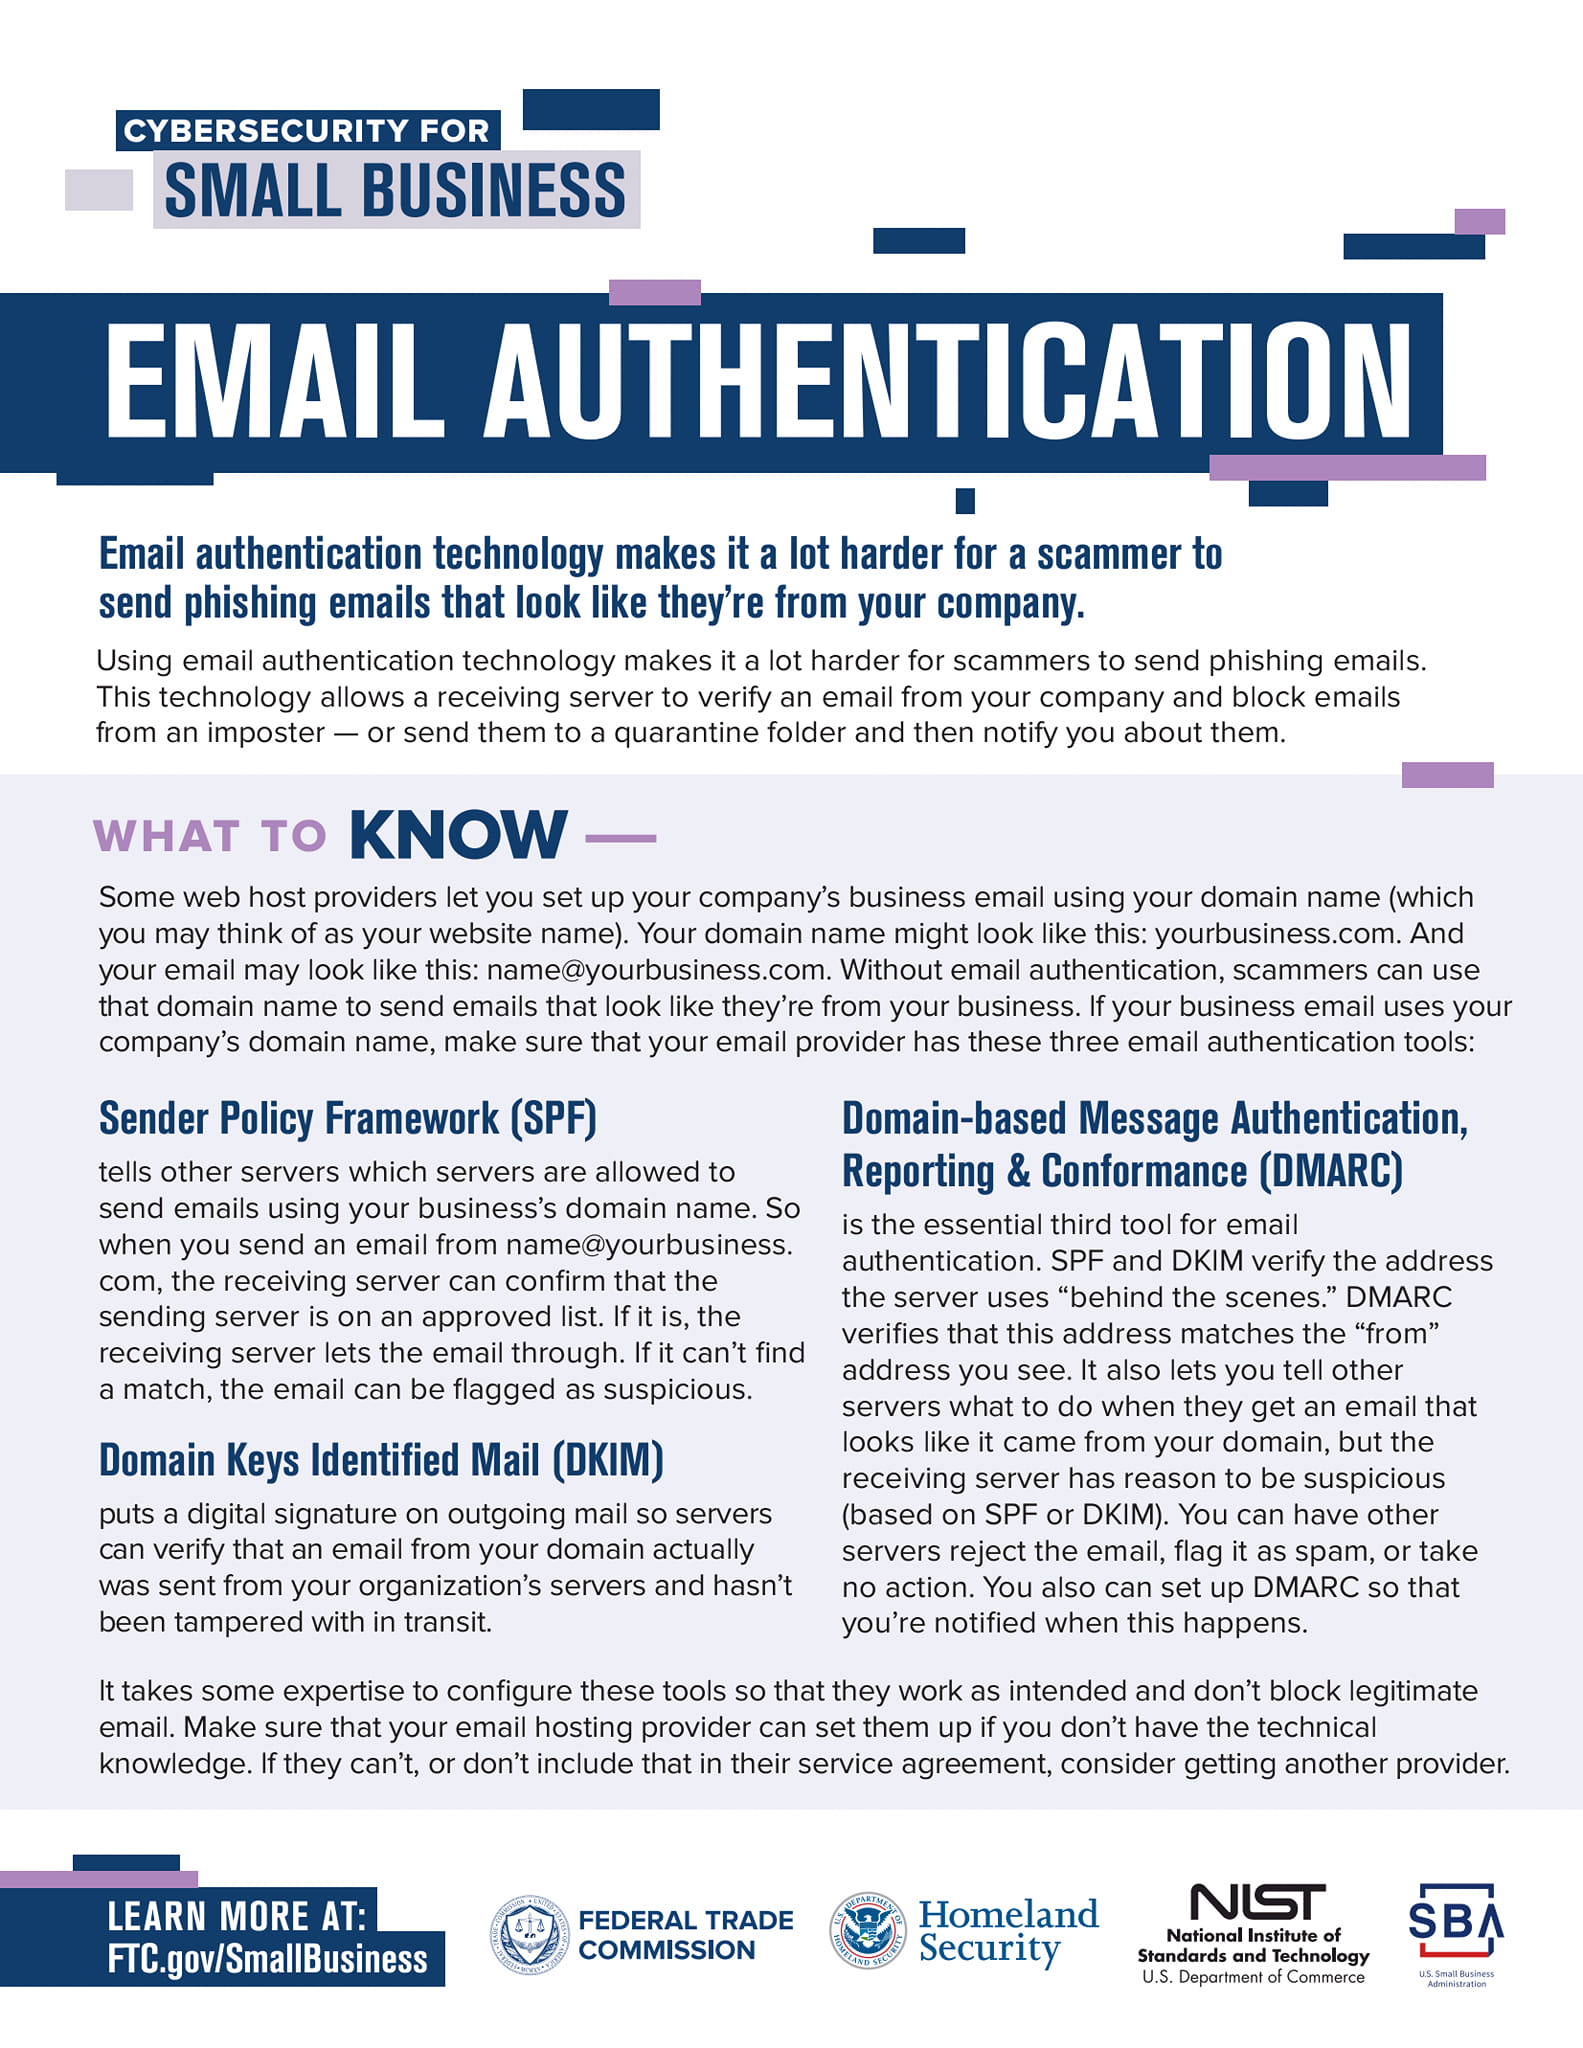 CYBERSECURITY FOR
SMALL BUSINESS
EMAIL AUTHENTICATION
Email authentication technology makes it a lot harder for a scammer to
send phishing emails that look like they’re from your company.
Using email authentication technology makes it a lot harder for scammers to send phishing emails.
This technology allows a receiving server to verify an email from your company and block emails
from an imposter — or send them to a quarantine folder and then notify you about them.
WHAT TO KNOW —
Some web host providers let you set up your company’s business email using your domain name (which
you may think of as your website name). Your domain name might look like this: yourbusiness.com. And
your email may look like this: name@yourbusiness.com. Without email authentication, scammers can use
that domain name to send emails that look like they’re from your business. If your business email uses your
company’s domain name, make sure that your email provider has these three email authentication tools:
Sender Policy Framework (SPF)
tells other servers which servers are allowed to
send emails using your business’s domain name. So
when you send an email from name@yourbusiness.
com, the receiving server can confirm that the
sending server is on an approved list. If it is, the
receiving server lets the email through. If it can’t find
a match, the email can be flagged as suspicious.
Domain Keys Identified Mail (DKIM)
puts a digital signature on outgoing mail so servers
can verify that an email from your domain actually
was sent from your organization’s servers and hasn’t
been tampered with in transit.
Domain-based Message Authentication,
Reporting & Conformance (DMARC)
is the essential third tool for email
authentication. SPF and DKIM verify the address
the server uses “behind the scenes.” DMARC
verifies that this address matches the “from”
address you see. It also lets you tell other
servers what to do when they get an email that
looks like it came from your domain, but the
receiving server has reason to be suspicious
(based on SPF or DKIM). You can have other
servers reject the email, flag it as spam, or take
no action. You also can set up DMARC so that
you’re notified when this happens.
It takes some expertise to configure these tools so that they work as intended and don’t block legitimate
email. Make sure that your email hosting provider can set them up if you don’t have the technical
knowledge. If they can’t, or don’t include that in their service agreement, consider getting another provider.
LEARN MORE AT:
FTC.gov/SmallBusiness
FEDERAL TRADE COMMISSION • UNITED STATES OF AMERICA • MCMXV
FEDERAL TRADE
COMMISSION
U.S. DEPARTMENT OF HOMELAND SECURITY
Homeland
Security
NIST
National Institute of
Standards and Technology
U.S. Department of Commerce
SBA
U.S. Small Business
Administration